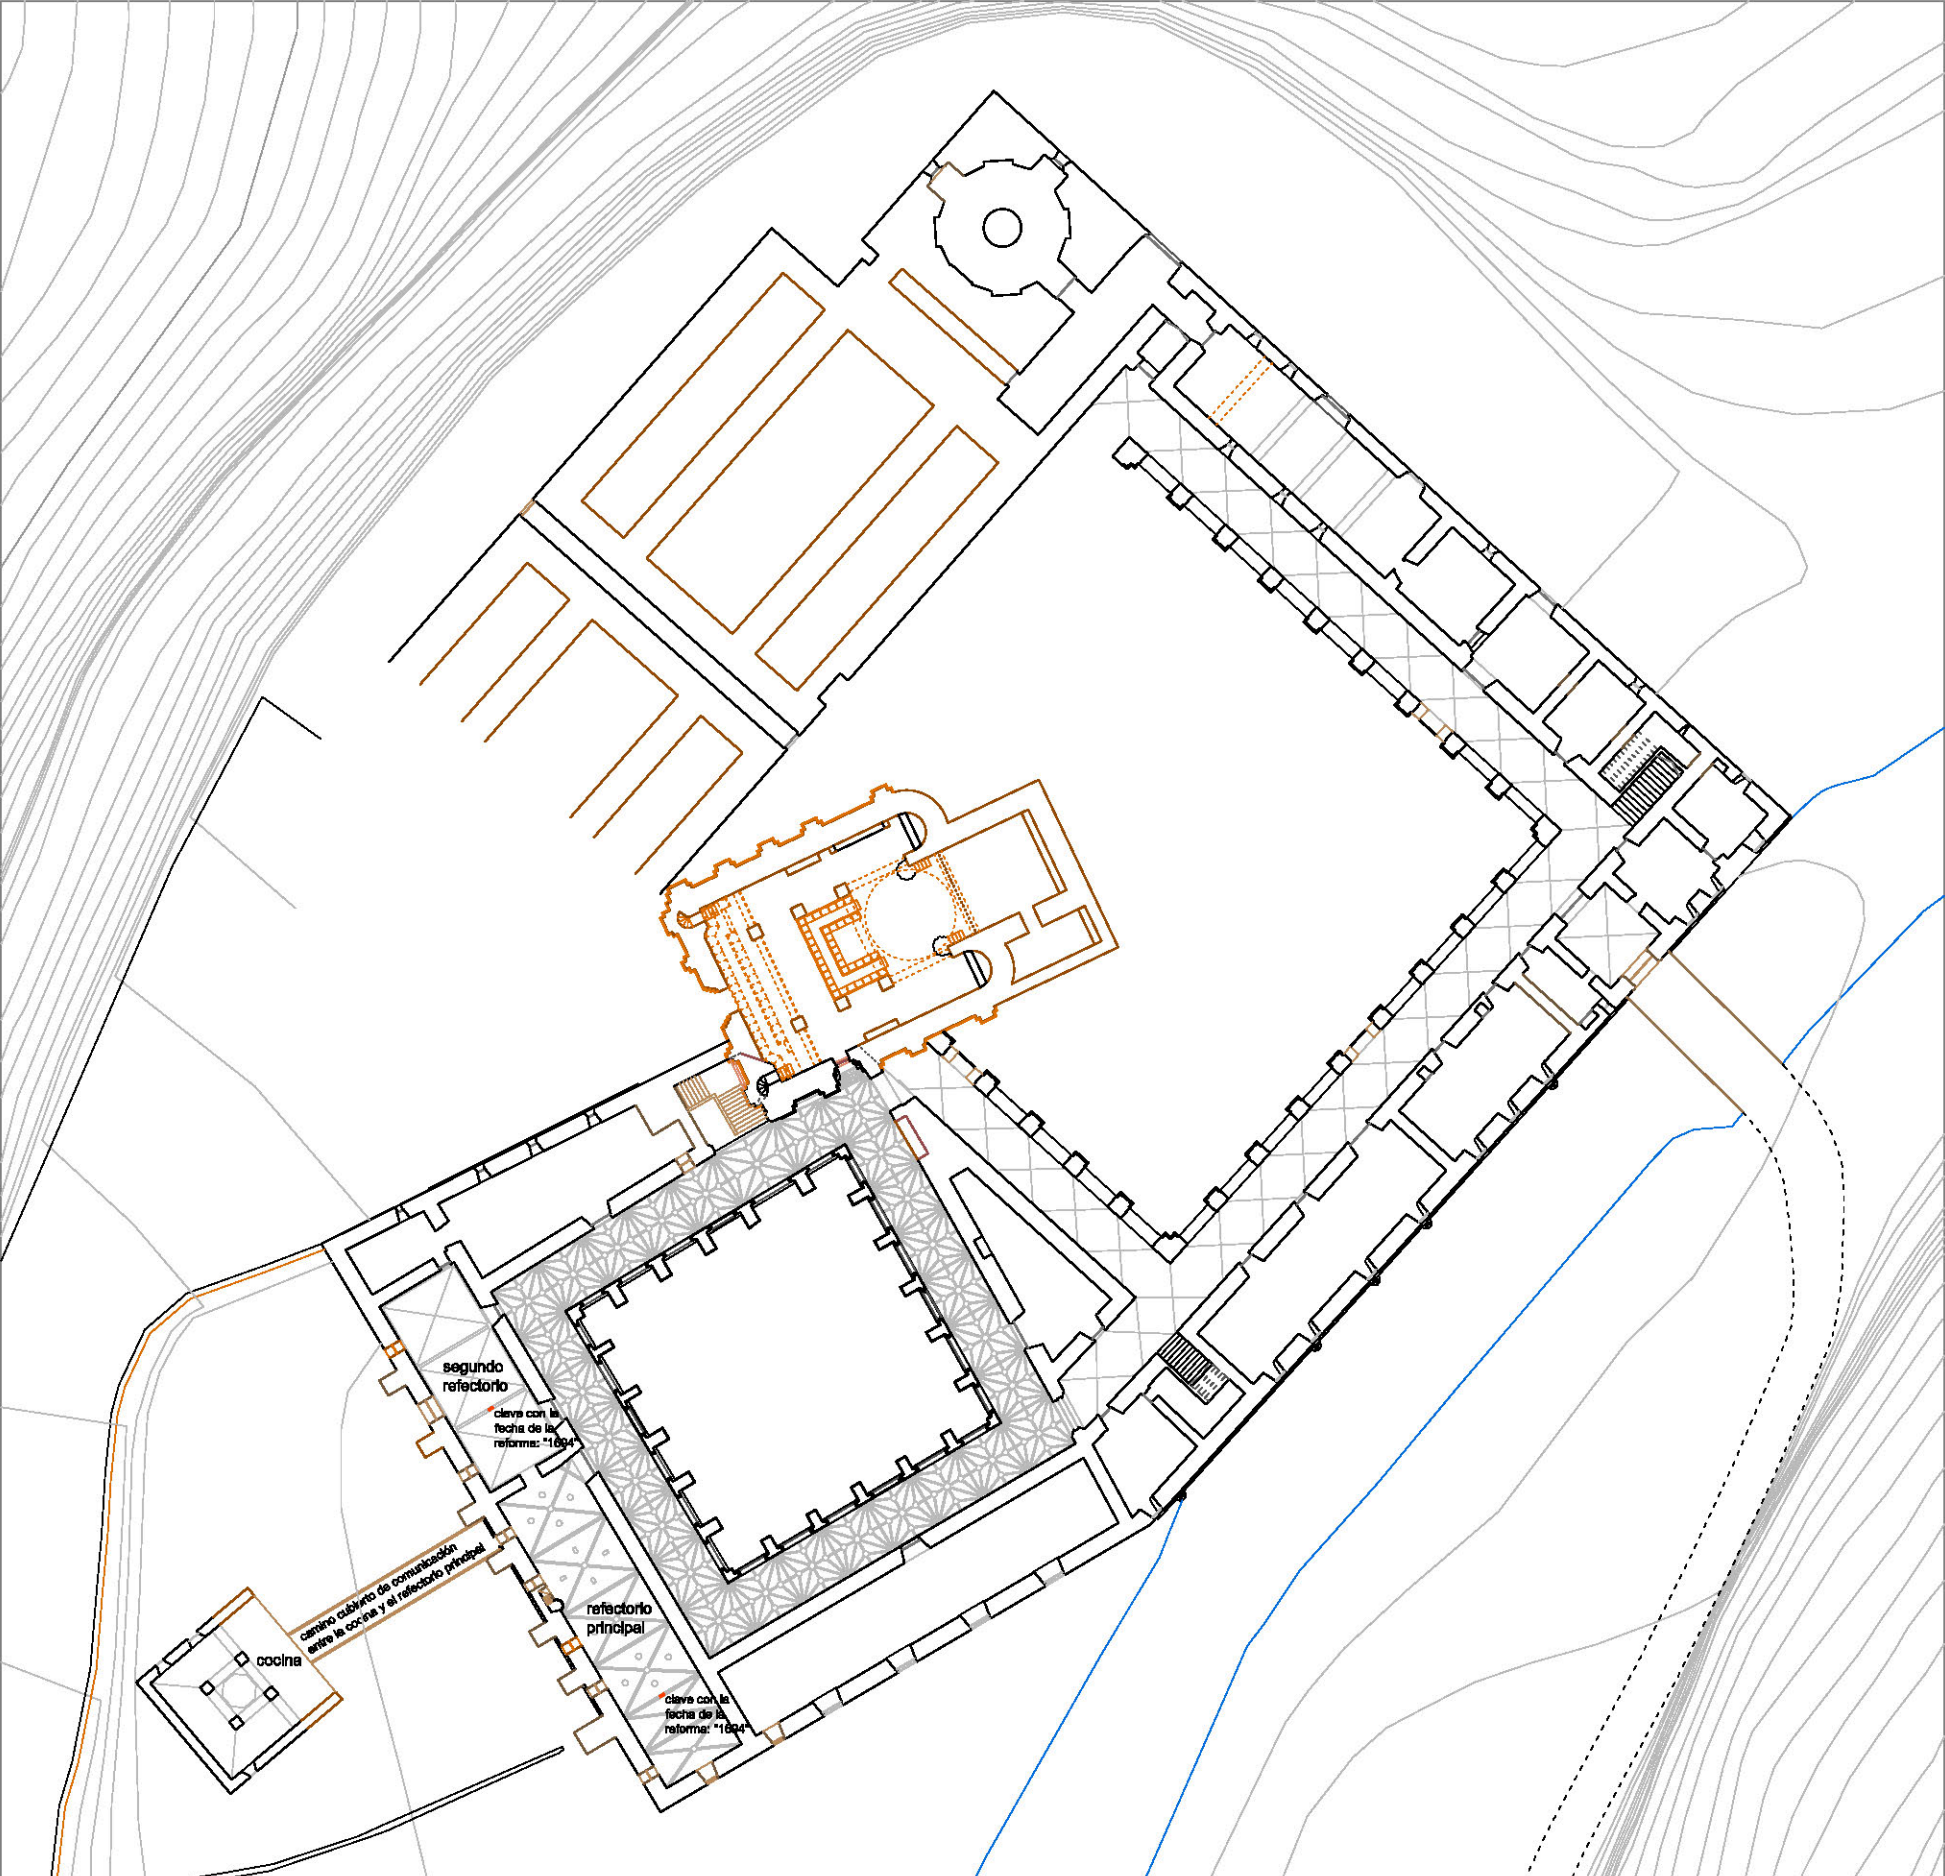 segundo
refectorio
clave con la
fecha de la
reforma: "1694"
camino cubierto de comunicación
entre la cocina y el refectorio principal
refectorio
principal
cocina
clave con la
fecha de la
reforma: "1694"